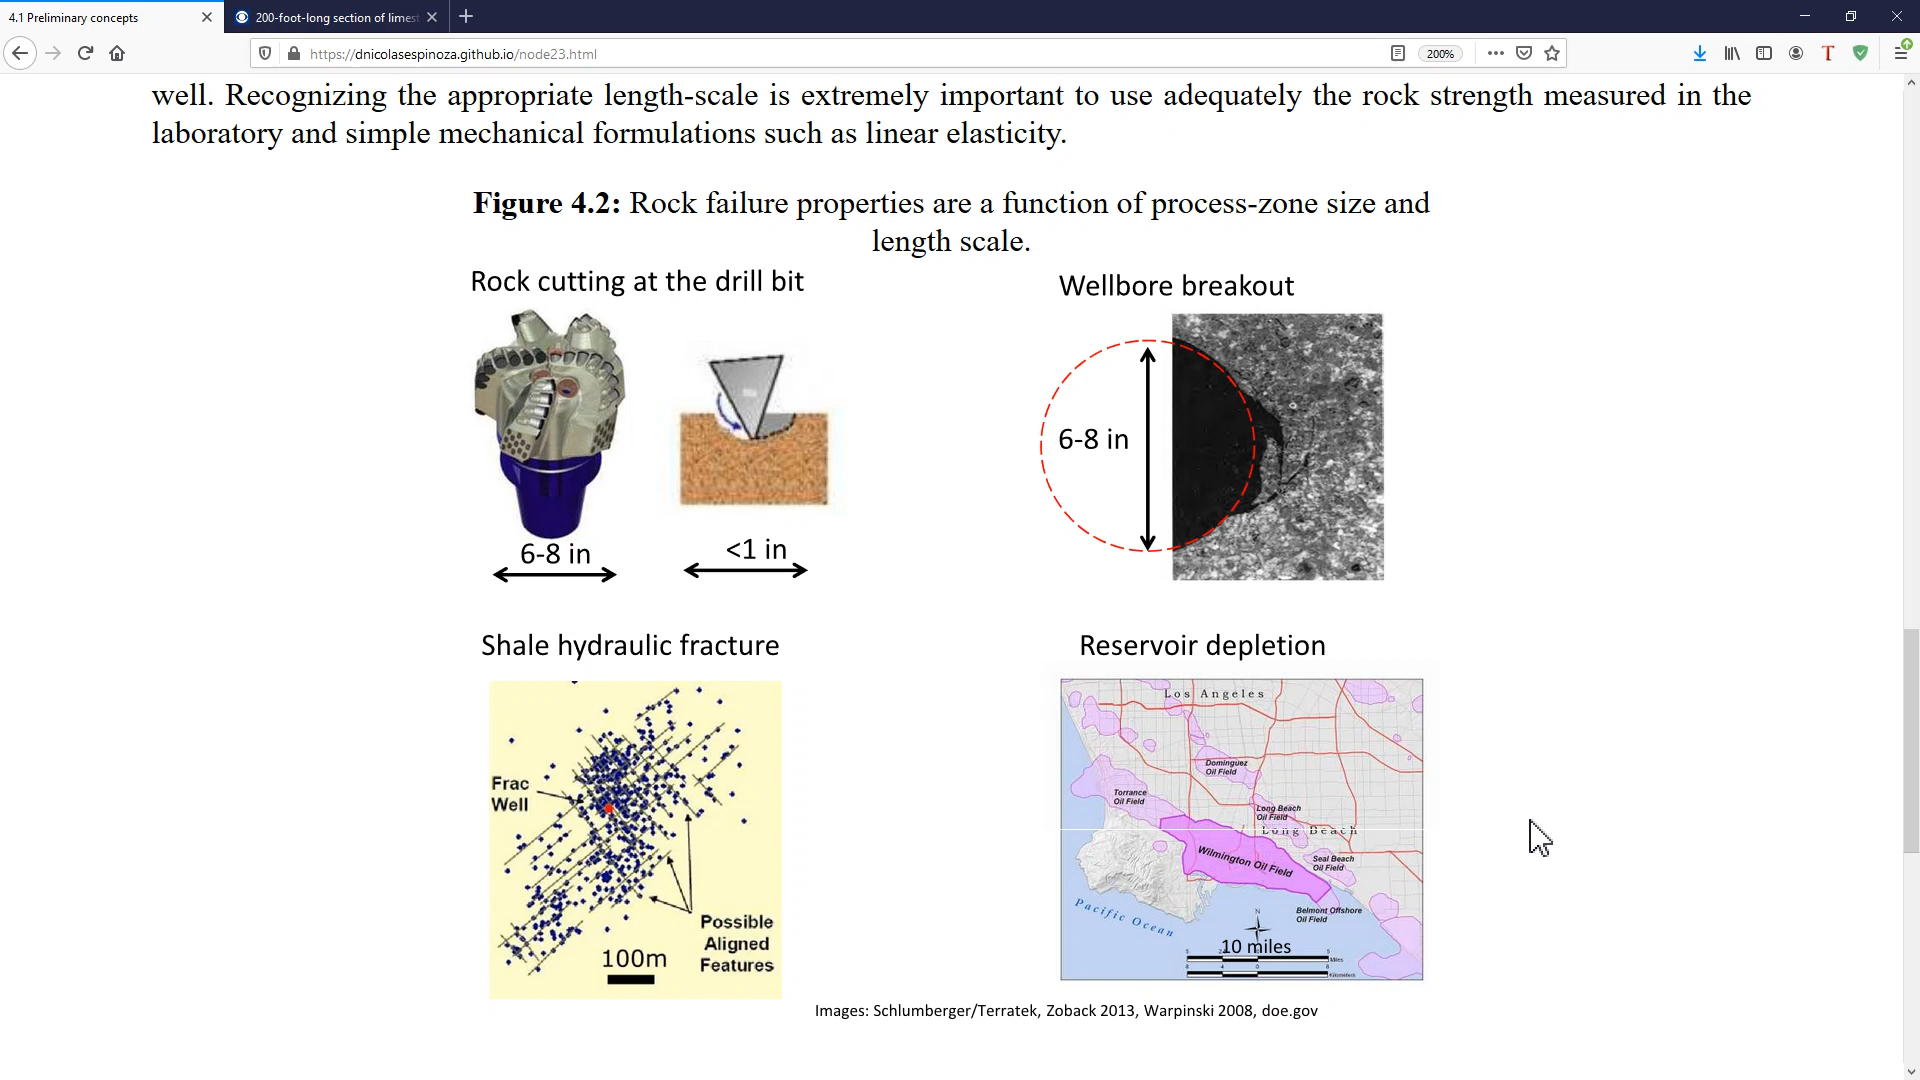 4.1 Preliminary concepts
200-foot-long section of limest
https://dnicolasespinoza.github.io/node23.html
200%
well. Recognizing the appropriate length-scale is extremely important to use adequately the rock strength measured in the
laboratory and simple mechanical formulations such as linear elasticity.
Figure 4.2: Rock failure properties are a function of process-zone size and
length scale.
Rock cutting at the drill bit
6-8 in
<1 in
Wellbore breakout
6-8 in
Shale hydraulic fracture
Frac
Well
Possible
Aligned
Features
100m
Reservoir depletion
Los Angeles
Dominguez
Oil Field
Torrance
Oil Field
Long Beach
Oil Field
Long Beach
Wilmington Oil Field
Seal Beach
Oil Field
Pacific Ocean
Belmont Offshore
Oil Field
N
10 miles
Miles
Kilometers
Images: Schlumberger/Terratek, Zoback 2013, Warpinski 2008, doe.gov